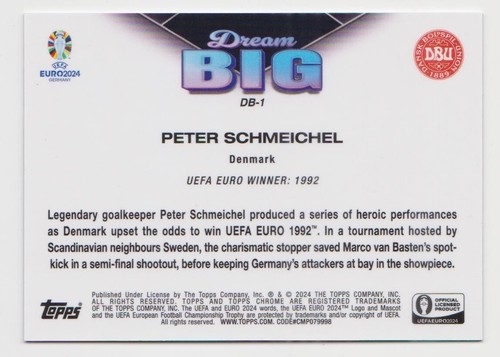 UEFA
EURO2024
GERMANY
Dream
BIG
DB-1
DANSK BOLDSPIL-UNION
DBU
1889
PETER SCHMEICHEL
Denmark
UEFA EURO WINNER: 1992
Legendary goalkeeper Peter Schmeichel produced a series of heroic performances
as Denmark upset the odds to win UEFA EURO 1992™. In a tournament hosted by
Scandinavian neighbours Sweden, the charismatic stopper saved Marco van Basten's spot-
kick in a semi-final shootout, before keeping Germany's attackers at bay in the showpiece.
Topps
Published Under License by The Topps Company, Inc. ® & © 2024 THE TOPPS COMPANY, INC.
ALL RIGHTS RESERVED. TOPPS AND TOPPS CHROME ARE REGISTERED TRADEMARKS
OF THE TOPPS COMPANY, INC. The UEFA and EURO 2024 words, the UEFA EURO 2024™ Logo and Mascot
and the UEFA European Football Championship Trophy are protected by trademarks and/or copyright of UEFA.
All rights reserved. WWW.TOPPS.COM. CODE#CMP079998
OFFICIAL
LICENSED
PRODUCT
UEFAEURO2024